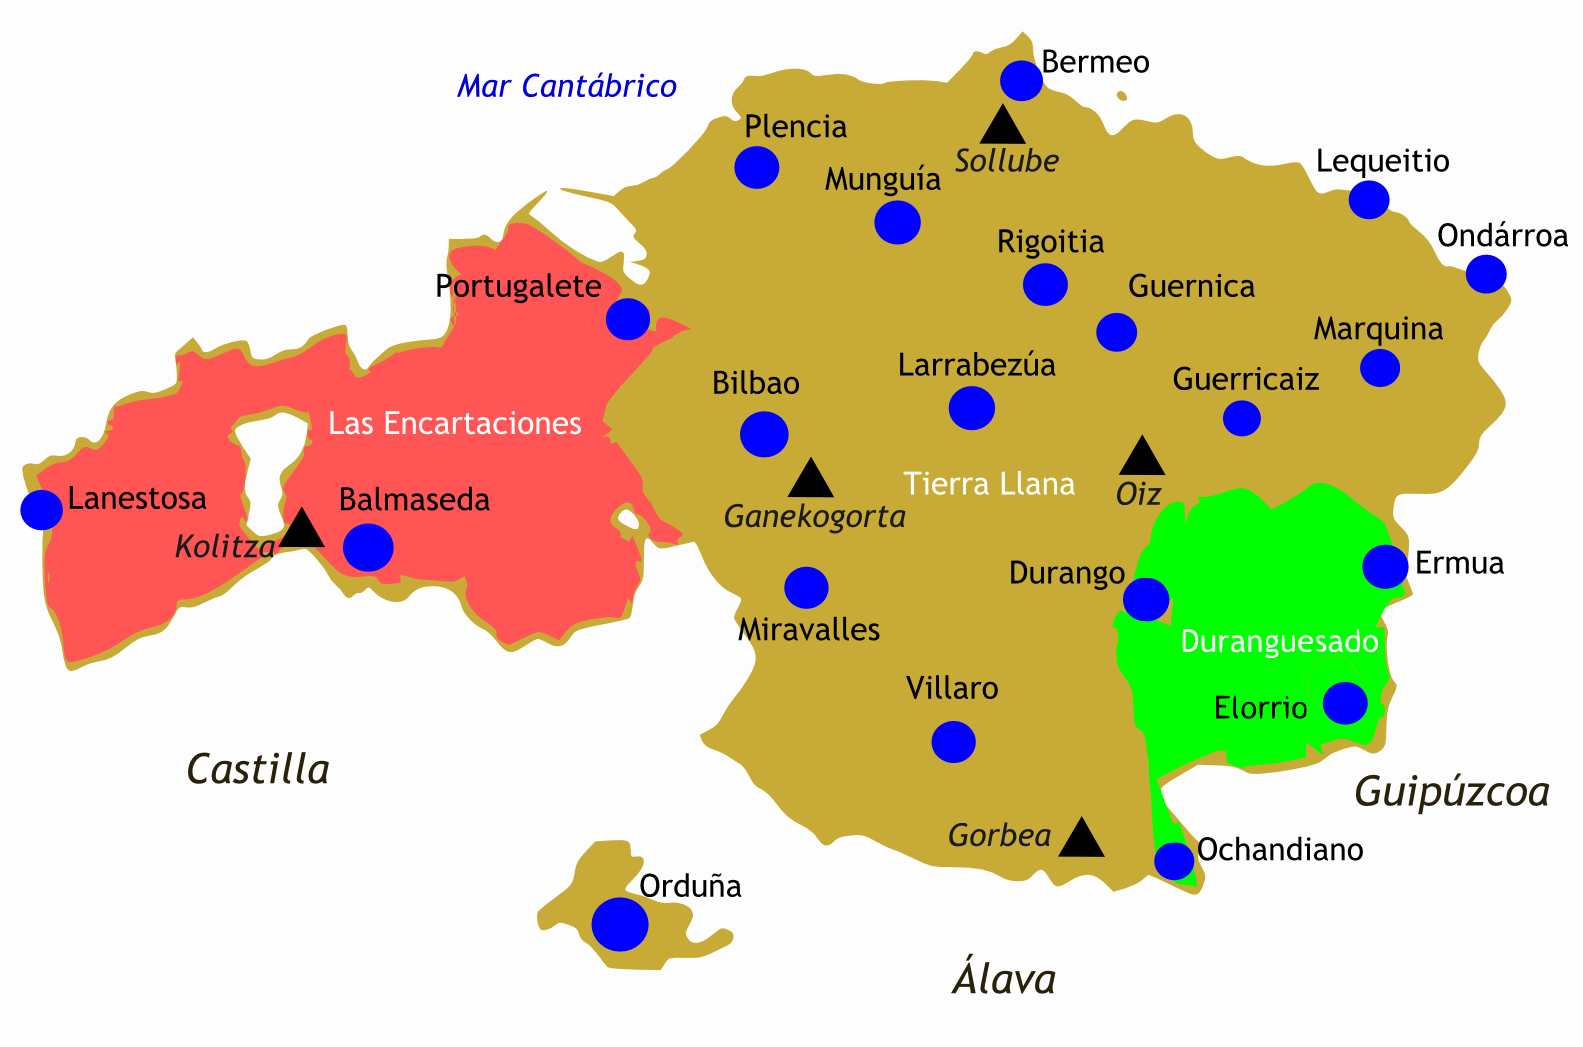 Bermeo
Mar Cantábrico
Plencia
Sollube
Lequeitio
Munguía
Ondárroa
Rigoitia
Portugalete
Guernica
Marquina
Larrabezúa
Guerricaiz
Bilbao
Las Encartaciones
Tierra Llana
Oiz
Lanestosa
Balmaseda
Ganekogorta
Kolitza
Ermua
Durango
Miravalles
Duranguesado
Villaro
Elorrio
Castilla
Guipúzcoa
Gorbea
Ochandiano
Orduña
Álava